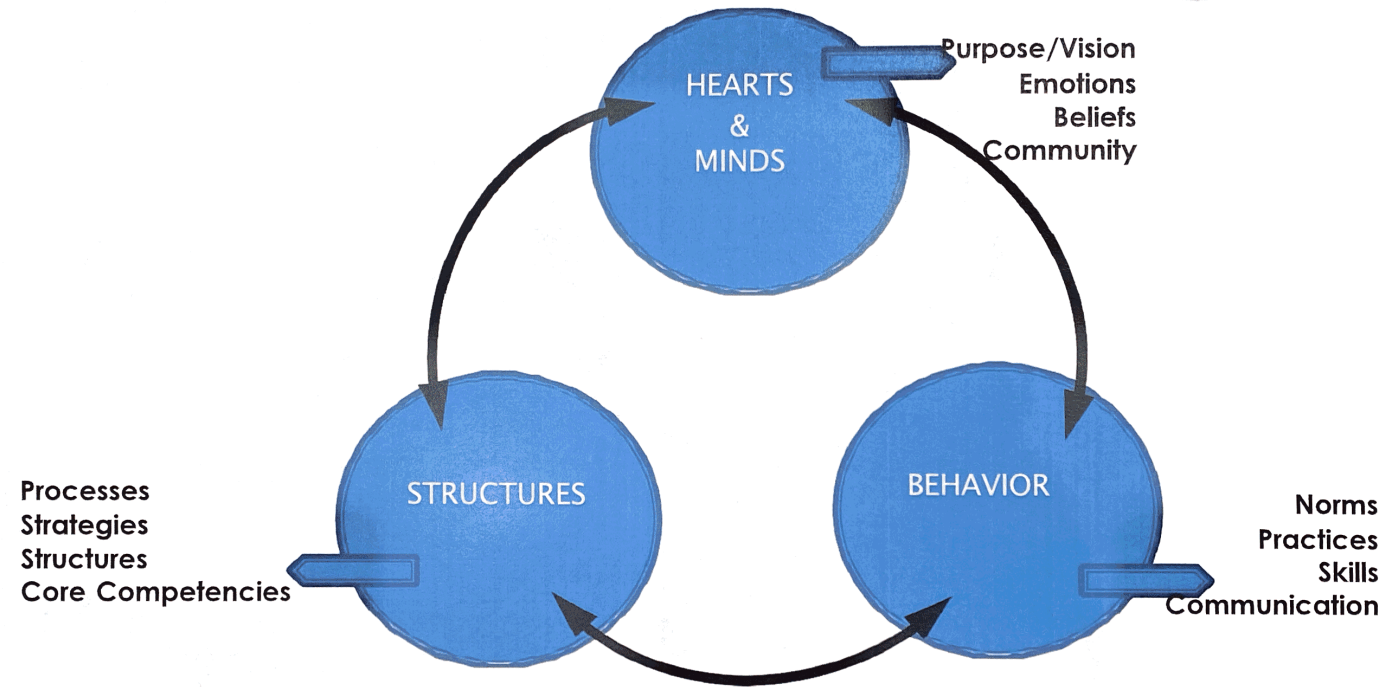 HEARTS
&
MINDS
Purpose/Vision
Emotions
Beliefs
Community
STRUCTURES
Processes
Strategies
Structures
Core Competencies
BEHAVIOR
Norms
Practices
Skills
Communication